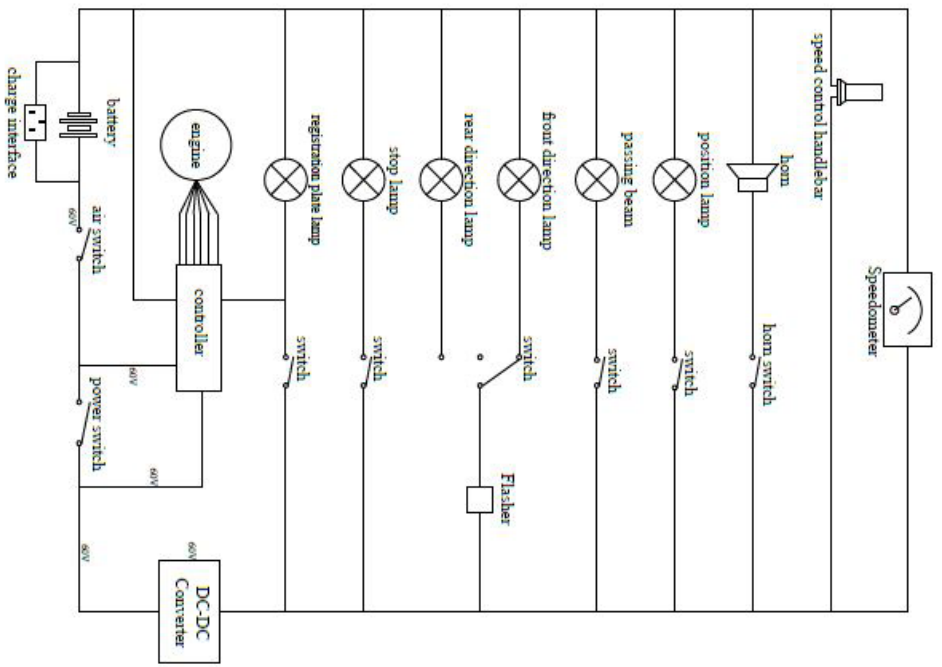 charge interface
battery
engine
registration plate lamp
stop lamp
rear direction lamp
front direction lamp
passing beam
position lamp
horn
speed control handlebar
60V
air switch
controller
Speedometer
60V
power switch
switch
switch
switch
switch
switch
horn switch
60V
Flasher
60V
60V
DC-DC
Converter